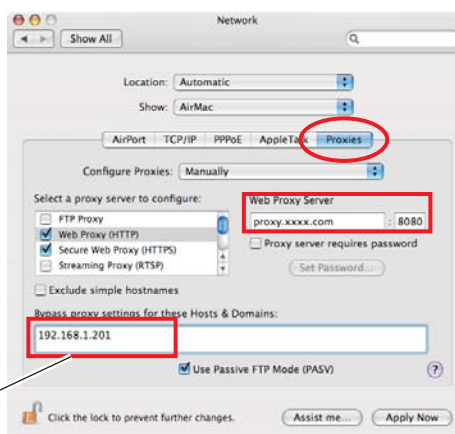 Network
Show All
Location: Automatic
Show: AirMac
AirPort TCP/IP PPPoE AppleTalk Proxies
Configure Proxies: Manually
Select a proxy server to configure:
FTP Proxy
Web Proxy (HTTP)
Secure Web Proxy (HTTPS)
Streaming Proxy (RTSP)
Web Proxy Server
proxy.xxxx.com : 8080
Proxy server requires password
Set Password...
Exclude simple hostnames
Bypass proxy settings for these Hosts & Domains:
192.168.1.201
Use Passive FTP Mode (PASV) ?
Click the lock to prevent further changes. Assist me... Apply Now